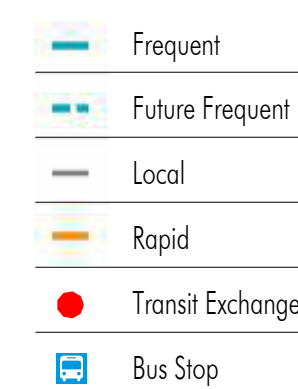 Frequent
Future Frequent
Local
Rapid
Transit Exchange
Bus Stop